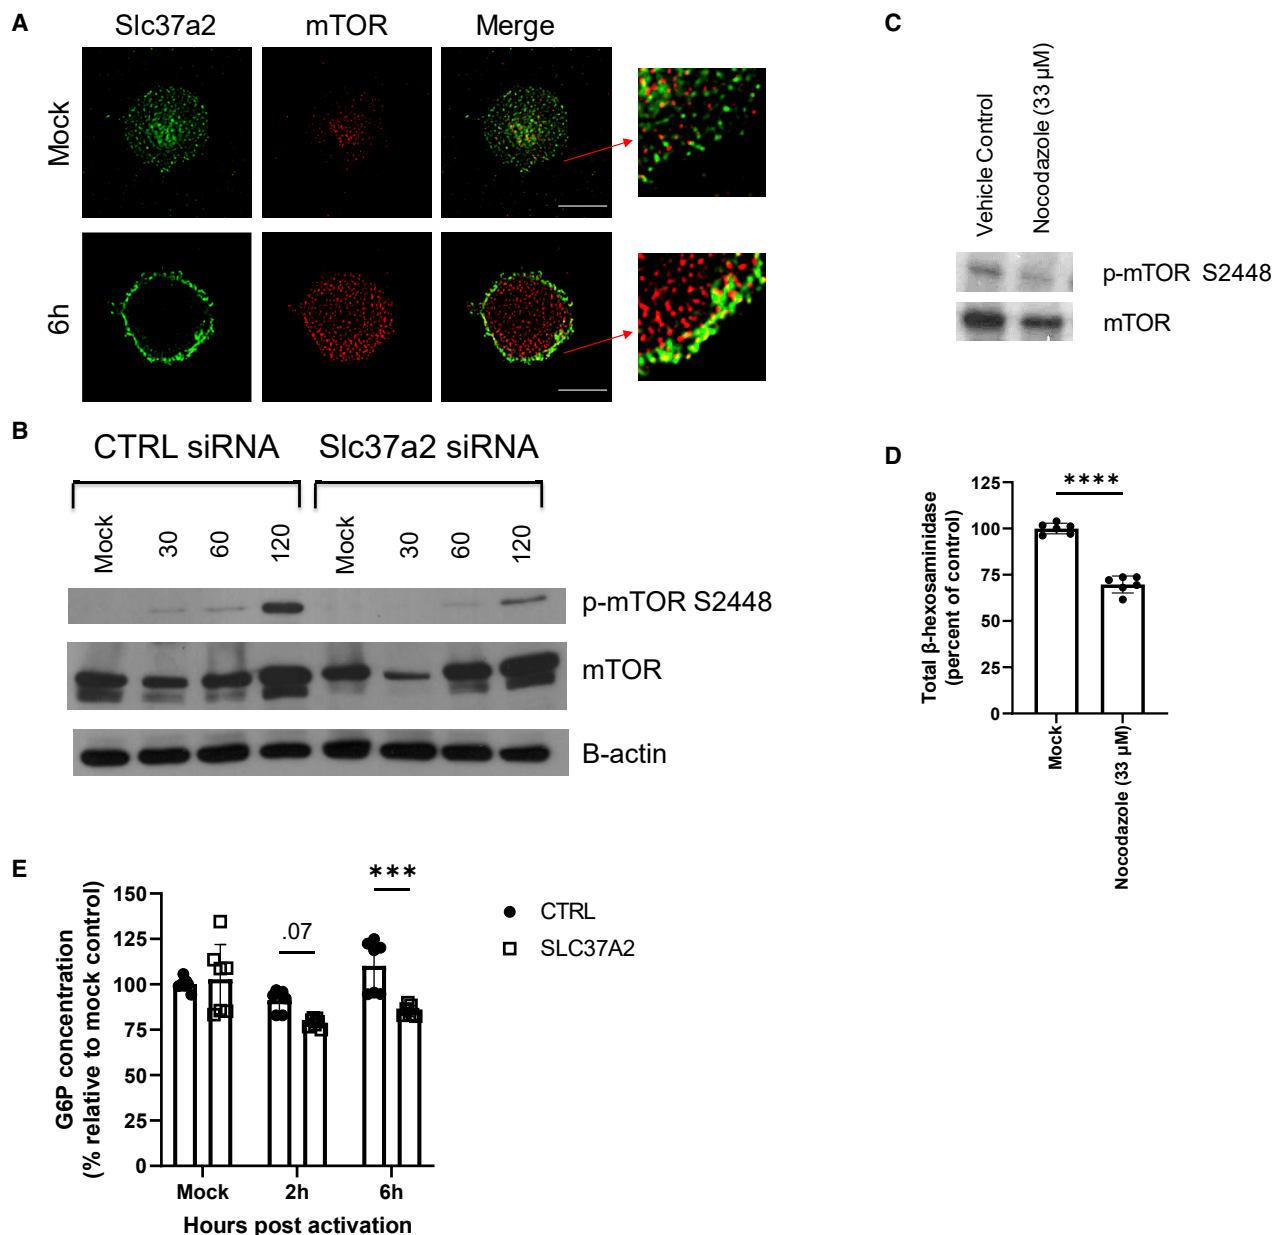 A
Slc37a2
mTOR
Merge
Mock
6h
B
CTRL siRNA
Slc37a2 siRNA
Mock
30
60
120
Mock
30
60
120
p-mTOR S2448
mTOR
B-actin
C
Vehicle Control
Nocodazole (33 µM)
p-mTOR S2448
mTOR
D
Total β-hexosaminidase
(percent of control)
125
100
75
50
25
0
****
Mock
Nocodazole (33 µM)
E
G6P concentration
(% relative to mock control)
150
125
100
75
50
25
0
.07
***
Mock
2h
6h
Hours post activation
CTRL
SLC37A2